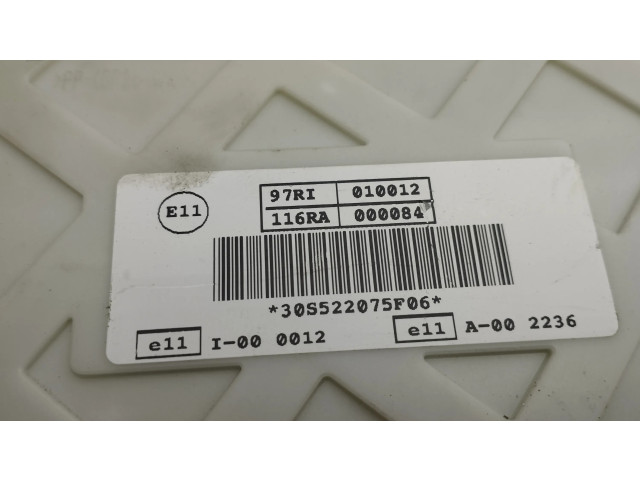 E11
97RI 010012
116RA 000084
*30S522075F06*
e11 I-00 0012 e11 A-00 2236